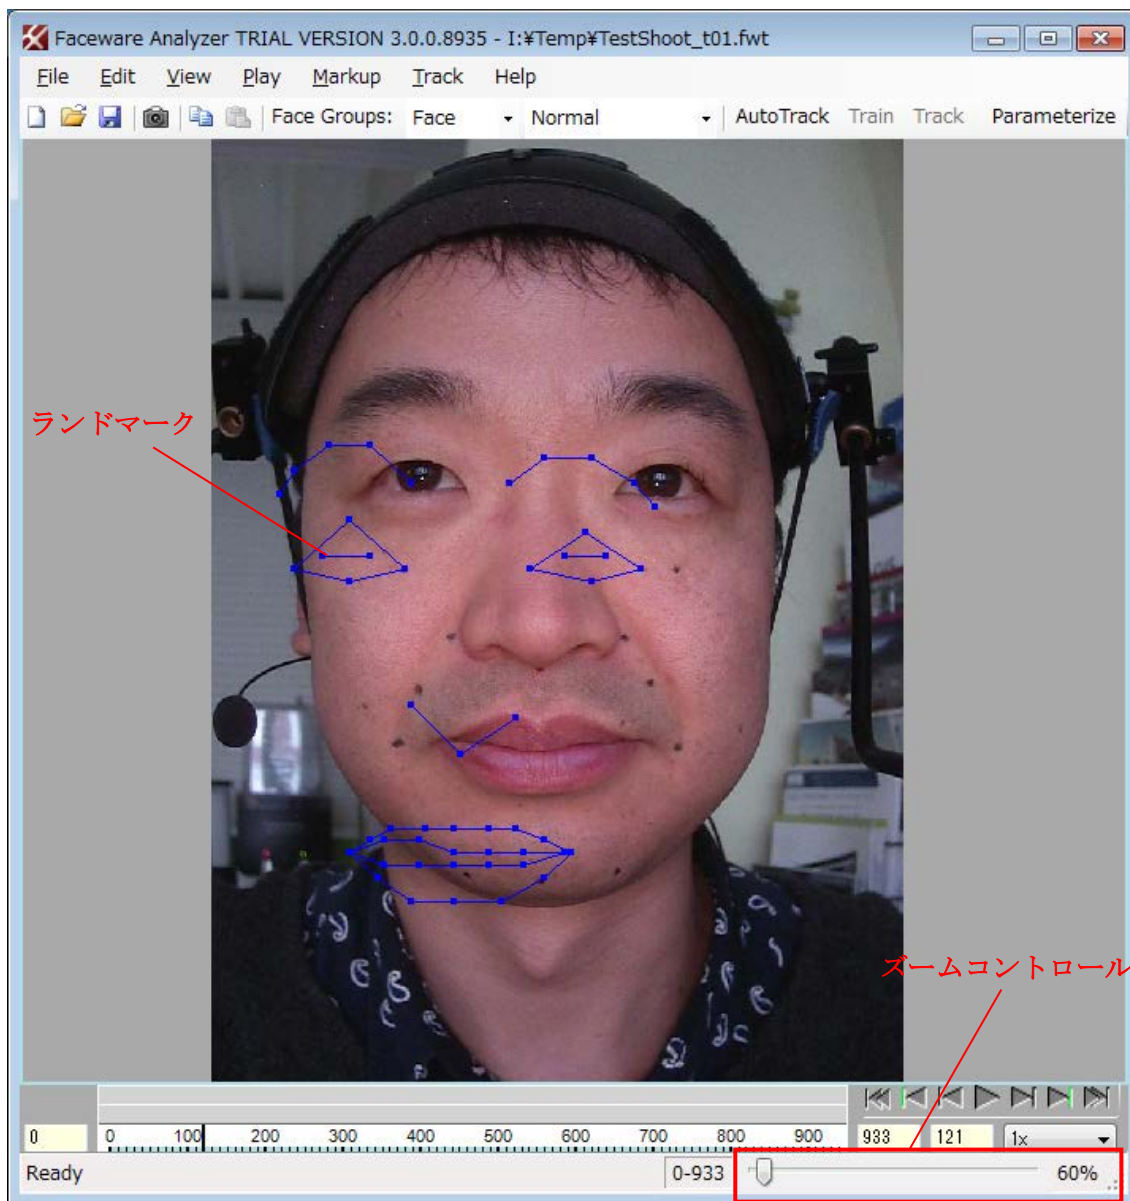 Faceware Analyzer TRIAL VERSION 3.0.0.8935 - I:¥Temp¥TestShoot_t01.fwt
File Edit View Play Markup Track Help
Face Groups: Face Normal AutoTrack Train Track Parameterize
ランドマーク
ズームコントロール
0 0 100 200 300 400 500 600 700 800 900 933 121 1x
Ready 0-933 60%